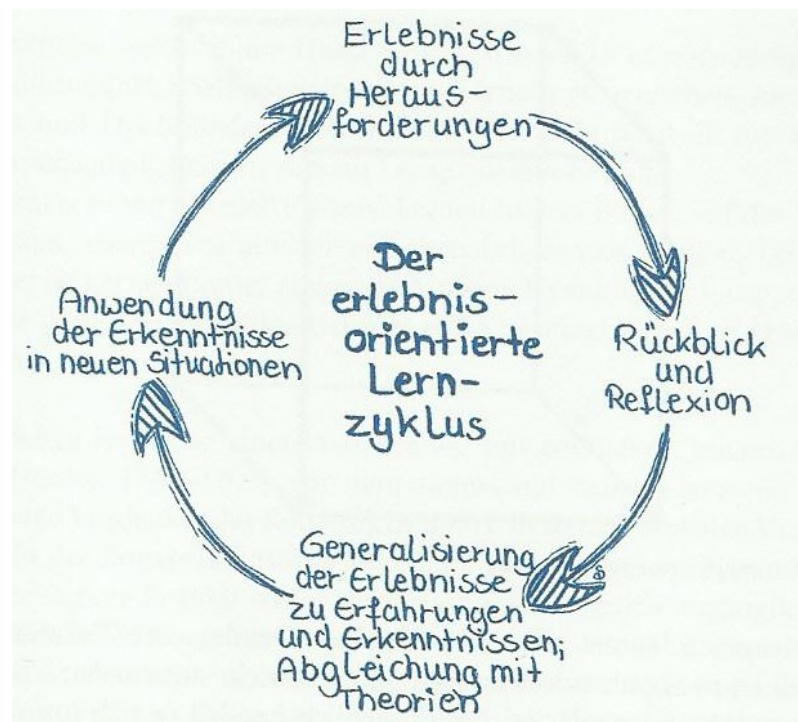 Erlebnisse
durch
Heraus-
forderungen
Der
erlebnis-
orientierte
Lern-
zyklus
Rückblick
und
Reflexion
Generalisierung
der Erlebnisse
zu Erfahrungen
und Erkenntnissen,
Abgleichung mit
Theorien
Anwendung
der Erkenntnisse
in neuen Situationen